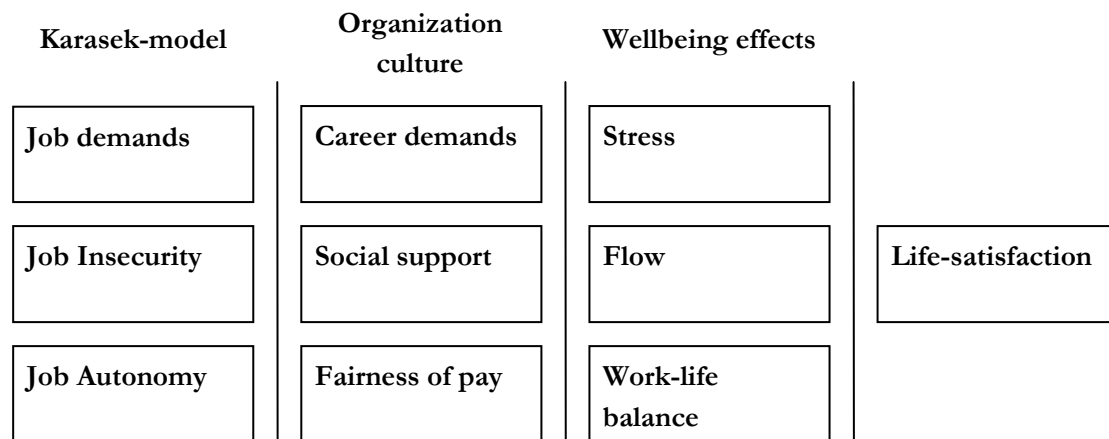 Karasek-model
Organization
culture
Wellbeing effects
Job demands
Career demands
Stress
Job Insecurity
Social support
Flow
Life-satisfaction
Job Autonomy
Fairness of pay
Work-life
balance